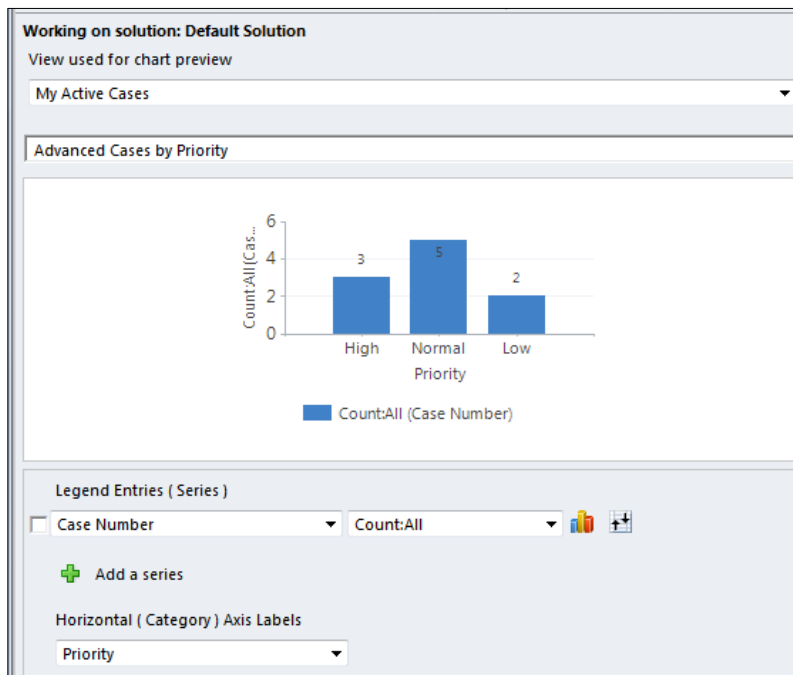 Working on solution: Default Solution
View used for chart preview
My Active Cases
Advanced Cases by Priority
Count:All(Cas...
6
4
2
0
3
5
2
High Normal Low
Priority
Count:All (Case Number)
Legend Entries ( Series )
Case Number Count:All
Add a series
Horizontal ( Category ) Axis Labels
Priority